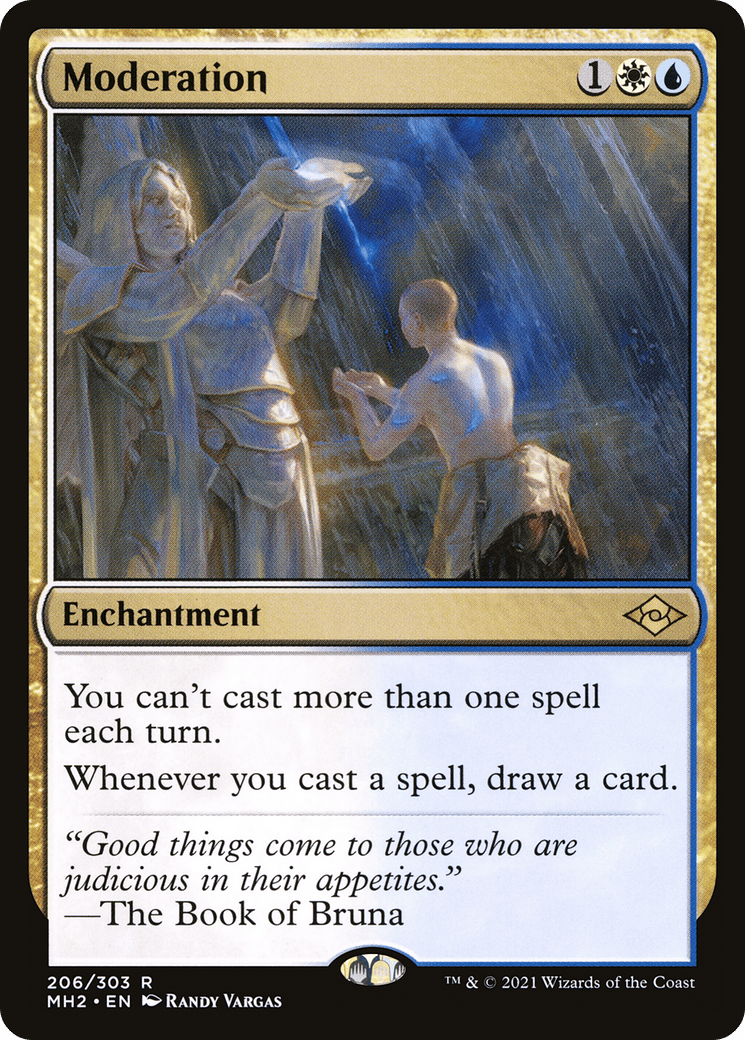 Moderation
1
Enchantment
You can't cast more than one spell
each turn.
Whenever you cast a spell, draw a card.
“Good things come to those who are
judicious in their appetites.”
—The Book of Bruna
206/303 R
MH2 • EN Randy Vargas
™ & © 2021 Wizards of the Coast